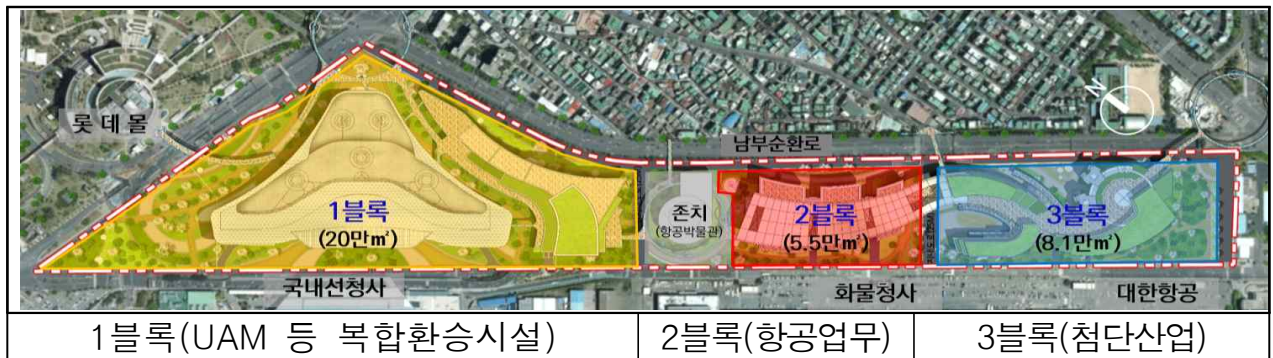 롯데몰
남부순환로
N
1블록
(20만㎡)
존치
(항공박물관)
2블록
(5.5만㎡)
3블록
(8.1만㎡)
국내선청사
화물청사
대한항공
1블록(UAM 등 복합환승시설)
2블록(항공업무)
3블록(첨단산업)